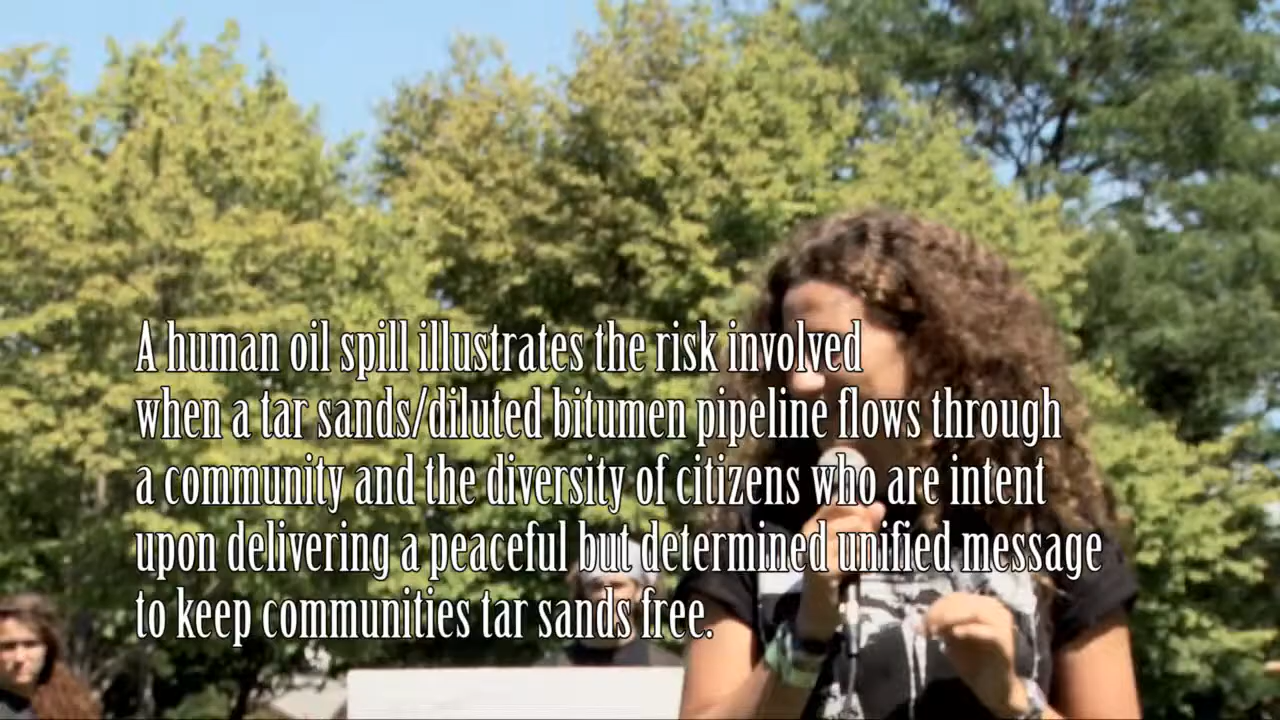 A human oil spill illustrates the risk involved
when a tar sands/diluted bitumen pipeline flows through
a community and the diversity of citizens who are intent
upon delivering a peaceful but determined unified message
to keep communities tar sands free.